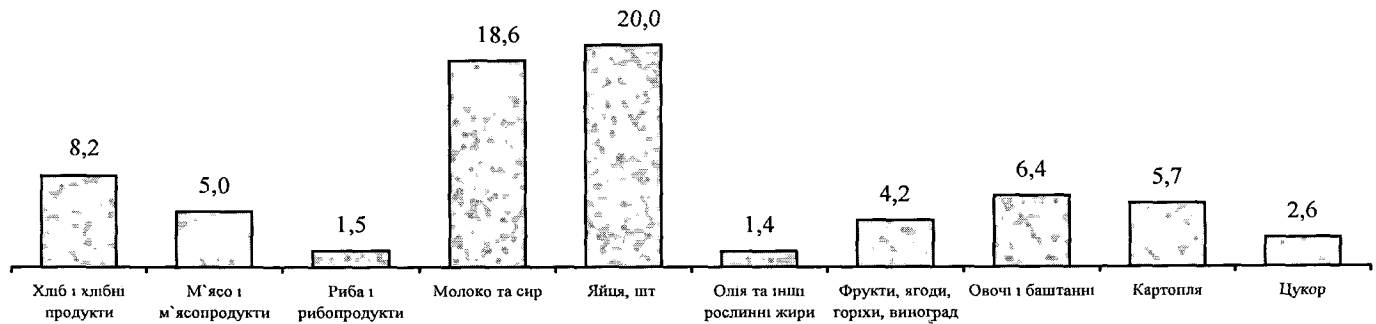 8,2
5,0
1,5
18,6
20,0
1,4
4,2
6,4
5,7
2,6
Хліб і хлібні
продукти
М`ясо і
м`ясопродукти
Риба і
рибопродукти
Молоко та сир
Яйця, шт
Олія та інші
рослинні жири
Фрукти, ягоди,
горіхи, виноград
Овочі і баштанні
Картопля
Цукор